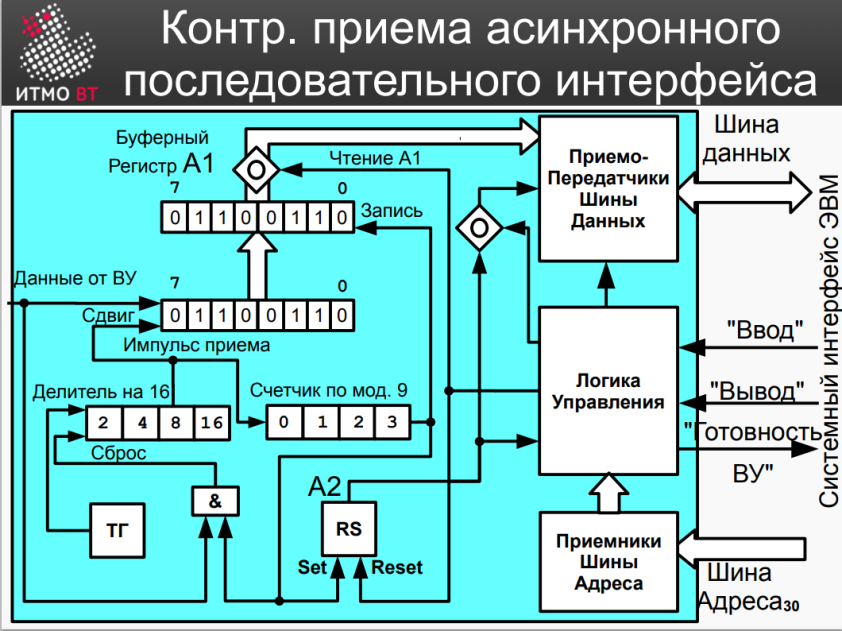 Контр. приема асинхронного
последовательного интерфейса
ИТМО ВТ
Буферный
Регистр А1
Чтение А1
7 0
0 1 1 0 0 1 1 0
Запись
Данные от ВУ
7 0
0 1 1 0 0 1 1 0
Сдвиг
Импульс приема
Делитель на 16
2 4 8 16
Счетчик по мод. 9
0 1 2 3
Сброс
&
ТГ
А2
RS
Set
Reset
Приемо-
Передатчики
Шины
Данных
Логика
Управления
Приемники
Шины
Адреса
Шина
данных
"Ввод"
"Вывод"
"Готовность
ВУ"
Шина
Адреса
30
Системный интерфейс ЭВМ